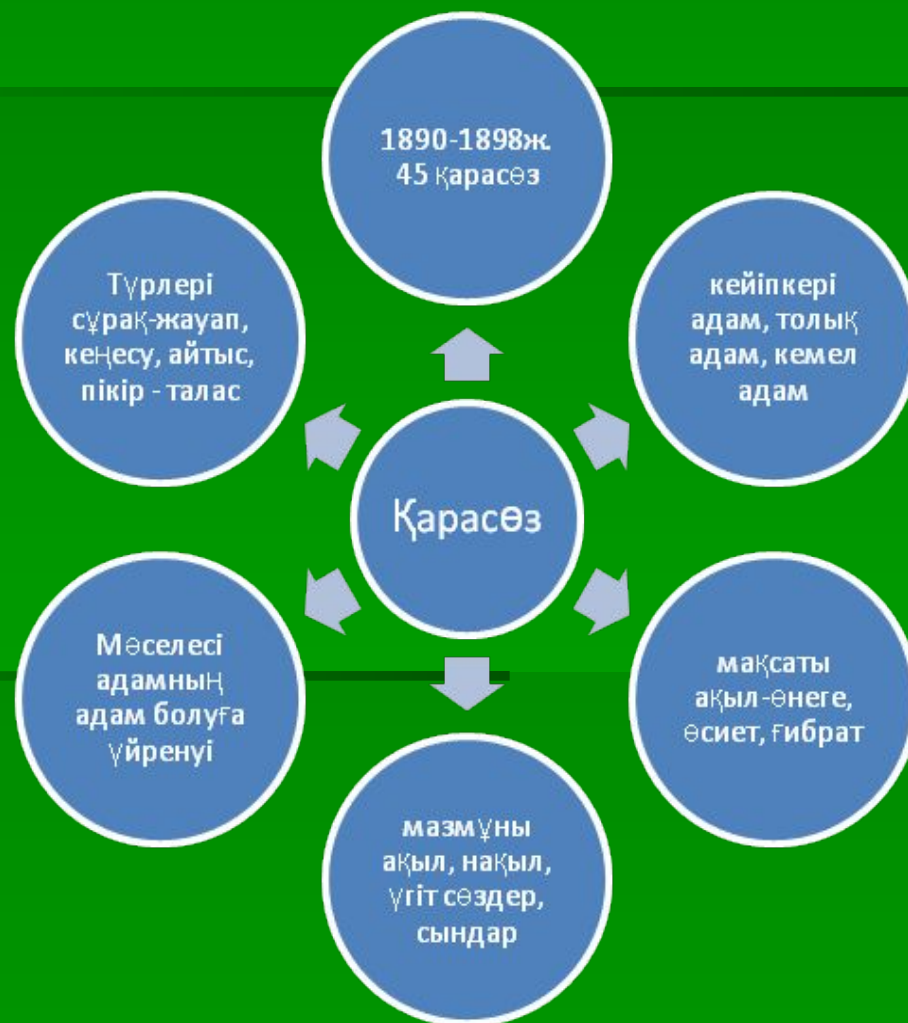 1890-1898ж.
45 қарасөз
кейіпкері
адам, толық
адам, кемел
адам
мақсаты
ақыл-өнеге,
өсиет, ғибрат
мазмұны
ақыл, нақыл,
үгіт сөздер,
сындар
Мәселесі
адамның
адам болуға
үйренуі
Түрлері
сұрақ-жауап,
кеңесу, айтыс,
пікір - талас
Қарасөз